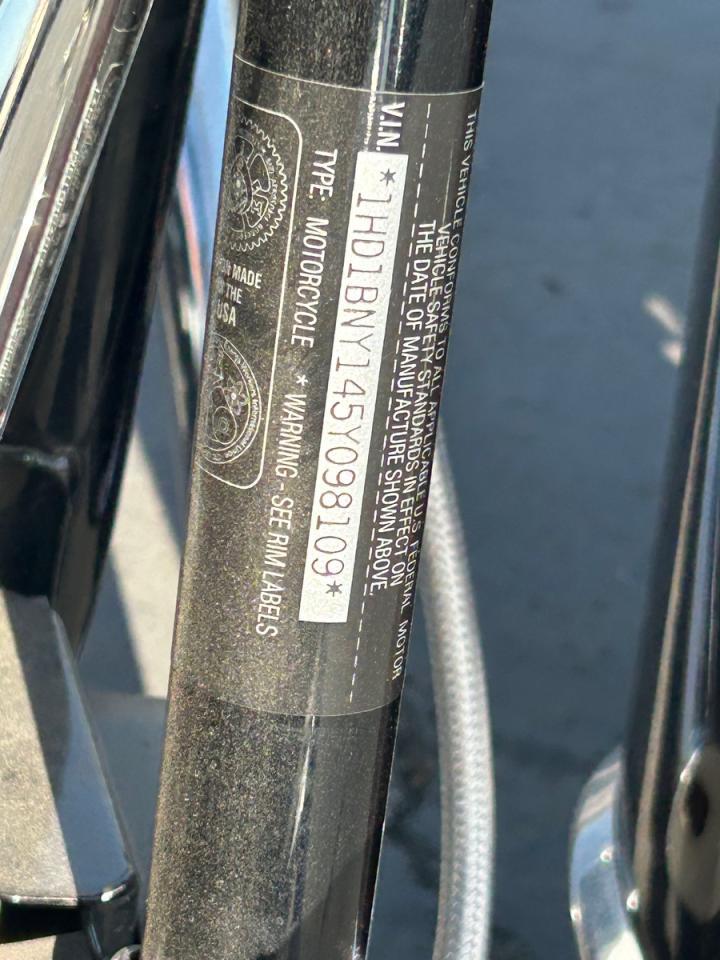 THIS VEHICLE CONFORMS TO ALL APPLICABLE U.S. FEDERAL MOTOR
VEHICLE SAFETY STANDARDS IN EFFECT ON
THE DATE OF MANUFACTURE SHOWN ABOVE.
V.I.N.
*1HD1BNY145Y098109*
TYPE: MOTORCYCLE * WARNING - SEE RIM LABELS
MADE
THE
USA